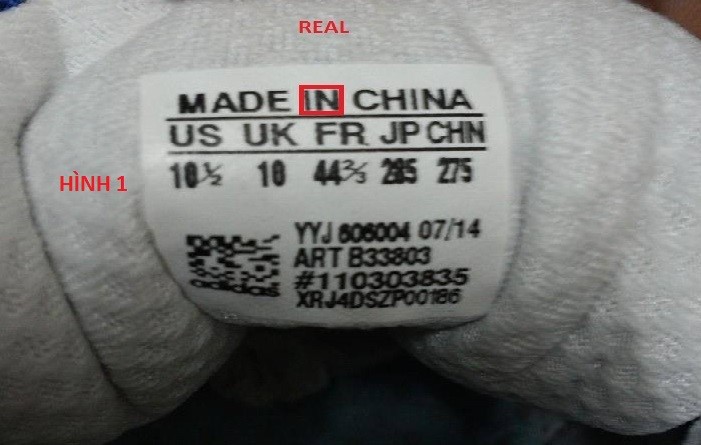 REAL
MADE IN CHINA
US UK FR JP CHN
10½ 10 44⅔ 285 275
HÌNH 1
YYJ 606004 07/14
ART B33803
#110303835
XRJ4DSZP00186
adidas